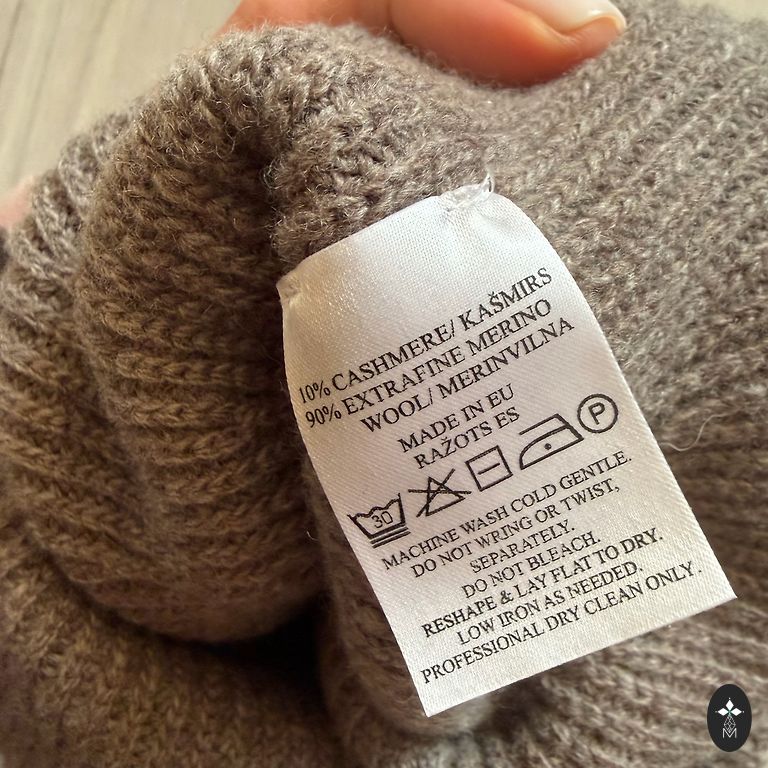 10% CASHMERE/ KAŠMIRS
90% EXTRAFINE MERINO
WOOL/ MERINVILNA
MADE IN EU
RAŽOTS ES
30 P
MACHINE WASH COLD GENTLE.
DO NOT WRING OR TWIST,
SEPARATELY.
DO NOT BLEACH.
RESHAPE & LAY FLAT TO DRY.
LOW IRON AS NEEDED.
PROFESSIONAL DRY CLEAN ONLY.
M